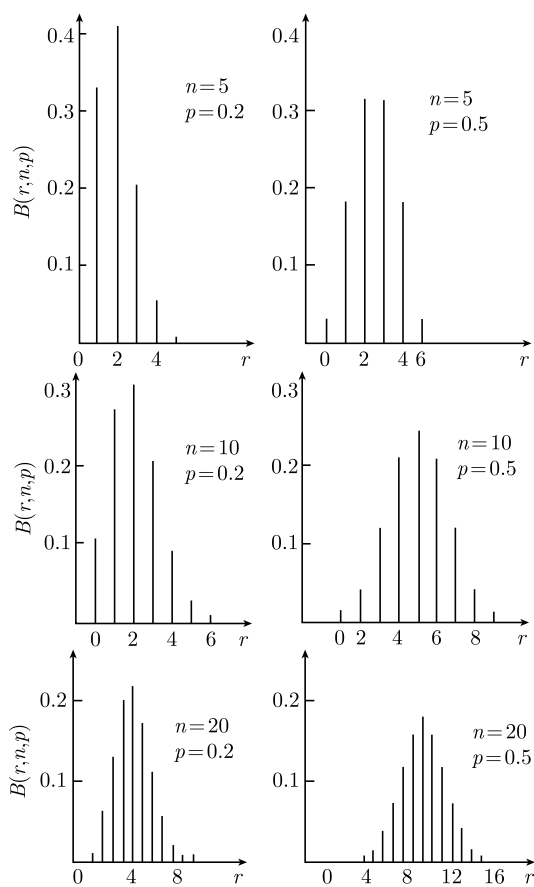 0.4
0.3
0.2
0.1
B(r,n,p)
n=5
p=0.2
0 2 4 r
0.4
0.3
0.2
0.1
n=5
p=0.5
0 2 4 6 r
0.3
0.2
0.1
B(r,n,p)
n=10
p=0.2
0 2 4 6 r
0.3
0.2
0.1
n=10
p=0.5
0 2 4 6 8 r
0.2
0.1
B(r,n,p)
n=20
p=0.2
0 4 8 r
0.2
0.1
n=20
p=0.5
0 4 8 12 16 r